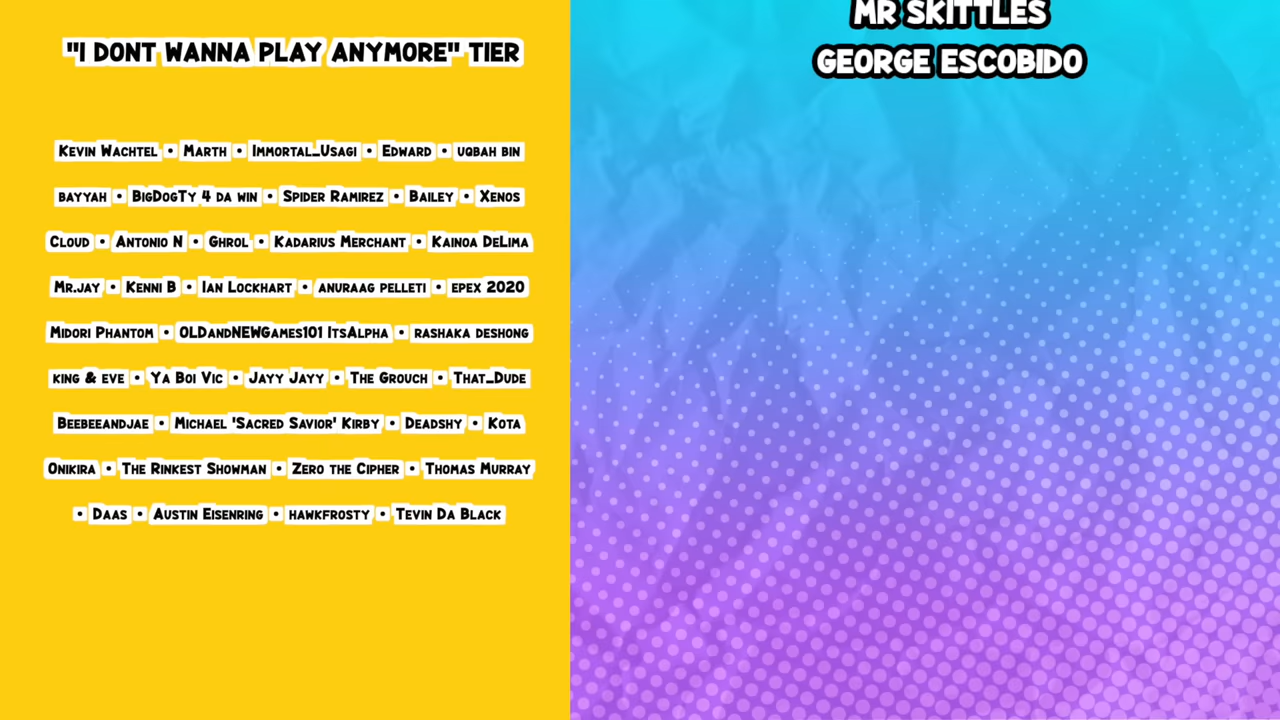 "I DONT WANNA PLAY ANYMORE" TIER
Kevin Wachtel • Marth • Immortal_Usagi • Edward • uqbah bin
bayyah • BigDogTy 4 da win • Spider Ramirez • Bailey • Xenos
Cloud • Antonio N • Ghrol • Kadarius Merchant • Kainoa DeLima
Mr.jay • Kenni B • Ian Lockhart • anuraag pelleti • epex 2020
Midori Phantom • OLDandNEWGames101 ItsAlpha • rashaka deshong
king & eve • Ya Boi Vic • Jayy Jayy • The Grouch • That_Dude
Beebeeandjae • Michael 'Sacred Savior' Kirby • Deadshy • Kota
Onikira • The Rinkest Showman • Zero the Cipher • Thomas Murray
• Daas • Austin Eisenring • hawkfrosty • Tevin Da Black
MR SKITTLES
GEORGE ESCOBIDO